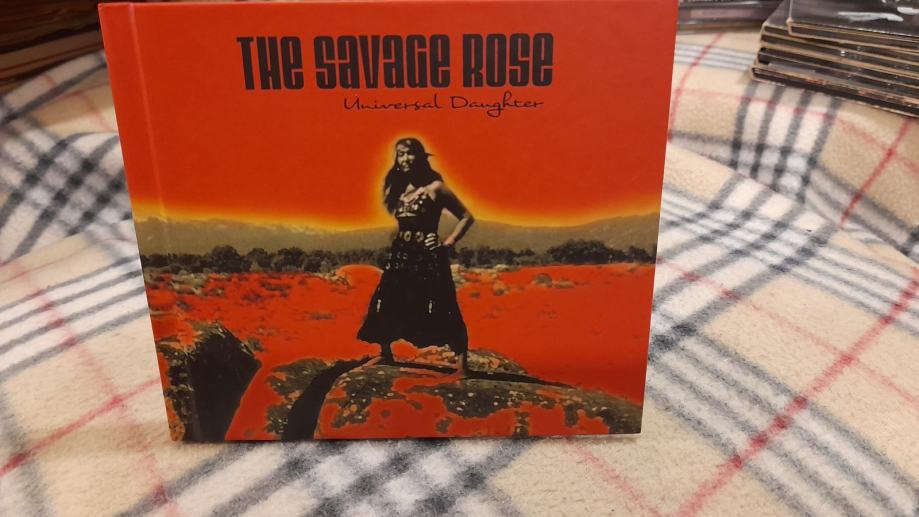 THE SAVAGE ROSE
Universal Daughter